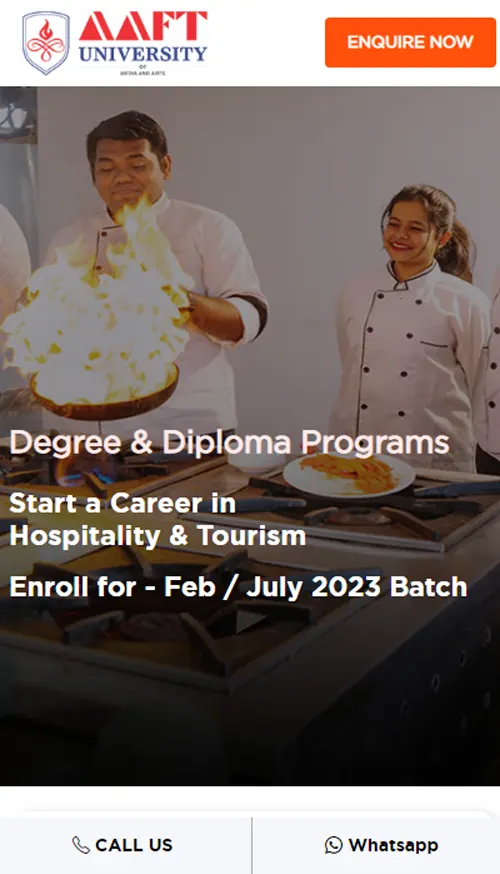 AAFT
UNIVERSITY
OF
MEDIA AND ARTS
ENQUIRE NOW
Degree & Diploma Programs
Start a Career in
Hospitality & Tourism
Enroll for - Feb / July 2023 Batch
CALL US
Whatsapp